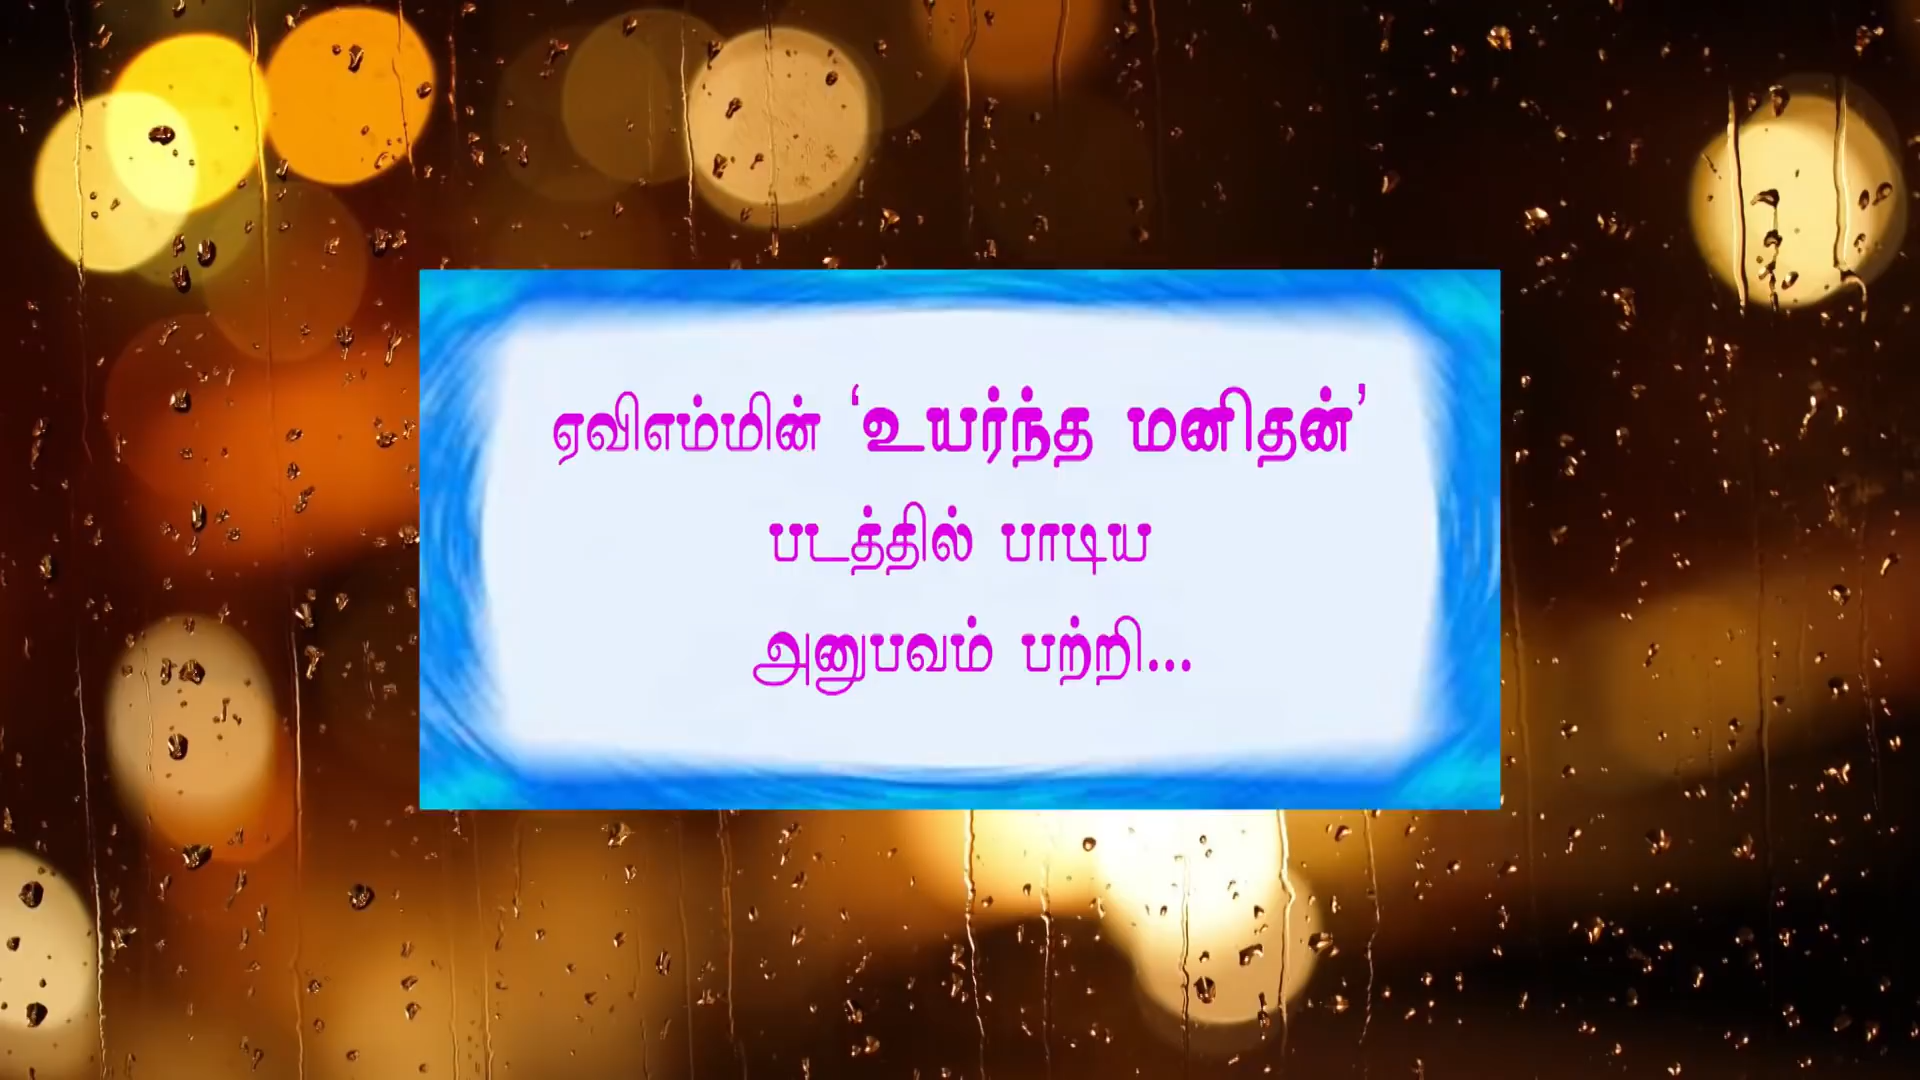 ஏவிஎம்மின் ‘உயர்ந்த மனிதன்’
படத்தில் பாடிய
அனுபவம் பற்றி...